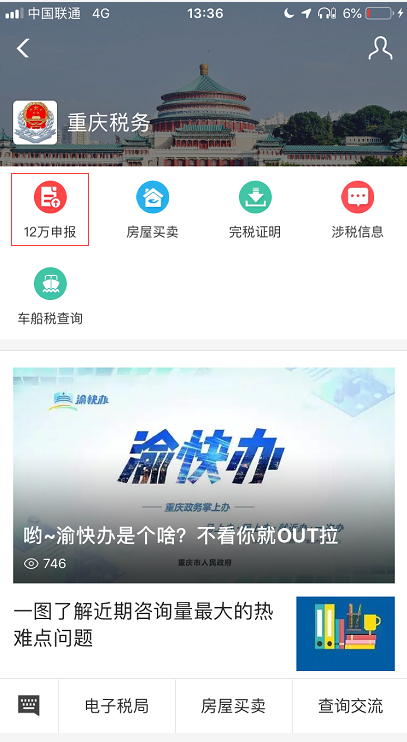 中国联通 4G 13:36 6%
重庆税务
12万申报 房屋买卖 完税证明 涉税信息
车船税查询
渝快办
渝快办
重庆政务掌上办
哟~渝快办是个啥？不看你就OUT拉
746
重庆市人民政府
一图了解近期咨询量最大的热
难点问题
电子税局 房屋买卖 查询交流